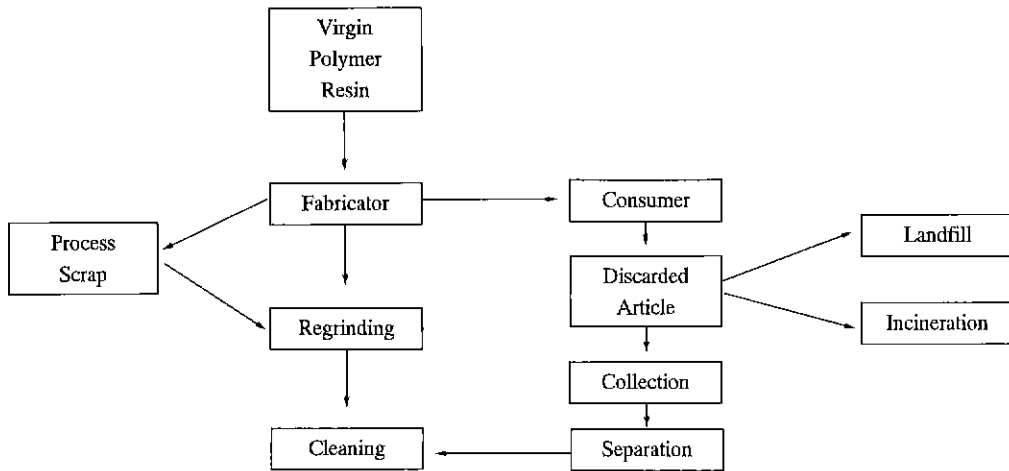 Virgin
Polymer
Resin
Fabricator
Consumer
Process
Scrap
Landfill
Discarded
Article
Regrinding
Incineration
Collection
Cleaning
Separation